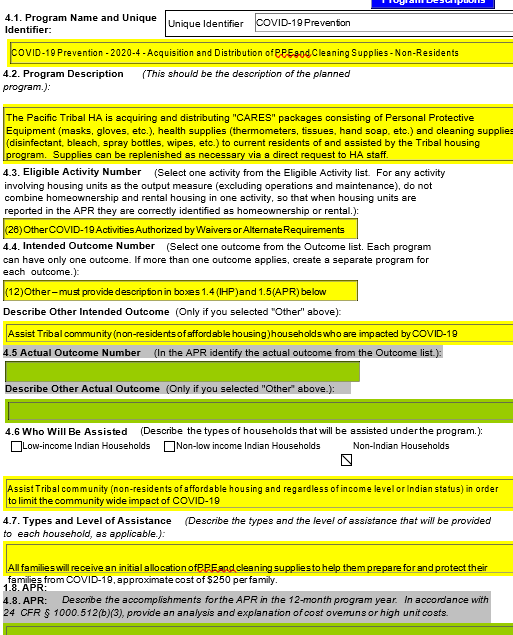 Program Descriptions
4.1. Program Name and Unique Identifier:
Unique Identifier
COVID-19 Prevention
COVID-19 Prevention - 2020-4 - Acquisition and Distribution of PPE and Cleaning Supplies - Non-Residents
4.2. Program Description (This should be the description of the planned
program.):
The Pacific Tribal HA is acquiring and distributing "CARES" packages consisting of Personal Protective
Equipment (masks, gloves, etc.), health supplies (thermometers, tissues, hand soap, etc.) and cleaning supplies
(disinfectant, bleach, spray bottles, wipes, etc.) to current residents of and assisted by the Tribal housing
program. Supplies can be replenished as necessary via a direct request to HA staff.
4.3. Eligible Activity Number (Select one activity from the Eligible Activity list. For any activity
involving housing units as the output measure (excluding operations and maintenance), do not
combine homeownership and rental housing in one activity, so that when housing units are
reported in the APR they are correctly identified as homeownership or rental.):
(26) Other COVID-19 Activities Authorized by Waivers or Alternate Requirements
4.4. Intended Outcome Number (Select one outcome from the Outcome list. Each program
can have only one outcome. If more than one outcome applies, create a separate program for
each outcome.):
(12) Other – must provide description in boxes 1.4 (IHP) and 1.5 (APR) below
Describe Other Intended Outcome (Only if you selected "Other" above.):
Assist Tribal community (non-residents of affordable housing) households who are impacted by COVID-19
4.5 Actual Outcome Number (In the APR identify the actual outcome from the Outcome list.):
Describe Other Actual Outcome (Only if you selected "Other" above.):
4.6 Who Will Be Assisted (Describe the types of households that will be assisted under the program.):
Low-income Indian Households Non-low income Indian Households Non-Indian Households
Assist Tribal community (non-residents of affordable housing and regardless of income level or Indian status) in order
to limit the community wide impact of COVID-19
4.7. Types and Level of Assistance (Describe the types and the level of assistance that will be provided
to each household, as applicable.):
All families will receive an initial allocation of PPE and cleaning supplies to help them prepare for and protect their
families from COVID-19, approximate cost of $250 per family.
1.8. APR:
4.8. APR: Describe the accomplishments for the APR in the 12-month program year. In accordance with
24 CFR § 1000.512(b)(3), provide an analysis and explanation of cost overruns or high unit costs.